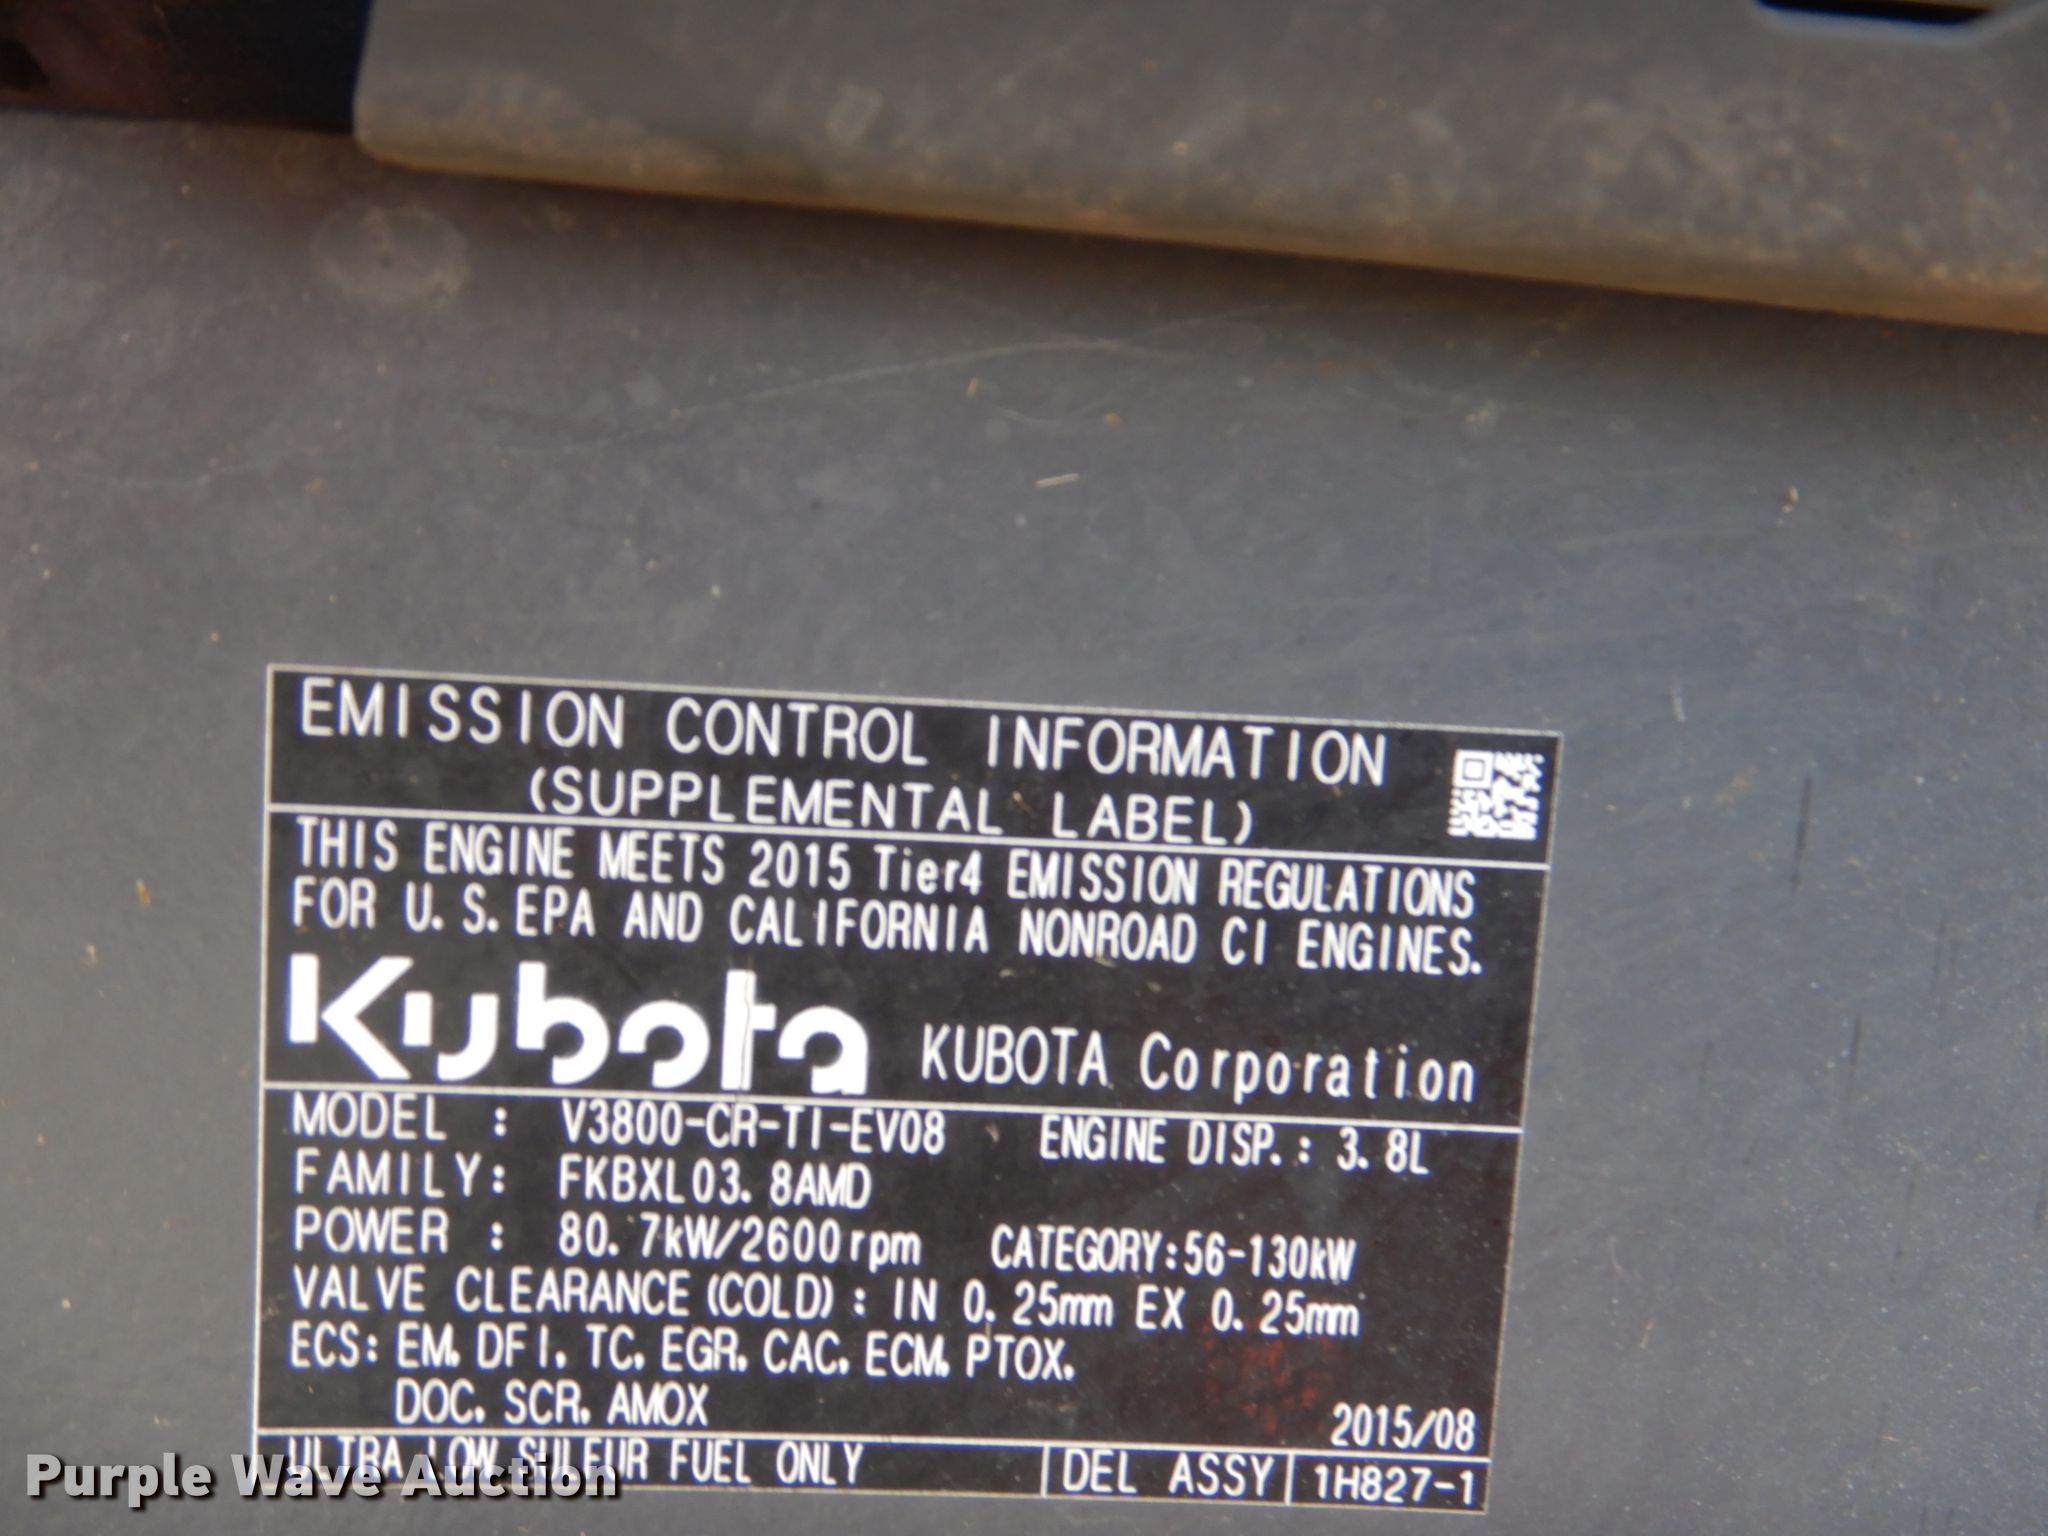 EMISSION CONTROL INFORMATION
(SUPPLEMENTAL LABEL)
THIS ENGINE MEETS 2015 Tier4 EMISSION REGULATIONS
FOR U.S.EPA AND CALIFORNIA NONROAD CI ENGINES.
Kubota KUBOTA Corporation
MODEL : V3800-CR-TI-EV08 ENGINE DISP.: 3.8L
FAMILY: FKBXL03.8AMD
POWER : 80.7kW/2600rpm CATEGORY:56-130kW
VALVE CLEARANCE(COLD): IN 0.25mm EX 0.25mm
ECS: EM. DFI. TC. EGR. CAC. ECM. PTOX.
DOC. SCR. AMOX 2015/08
ULTRA LOW SULFUR FUEL ONLY DEL ASSY 1H827-1
Purple Wave Auction